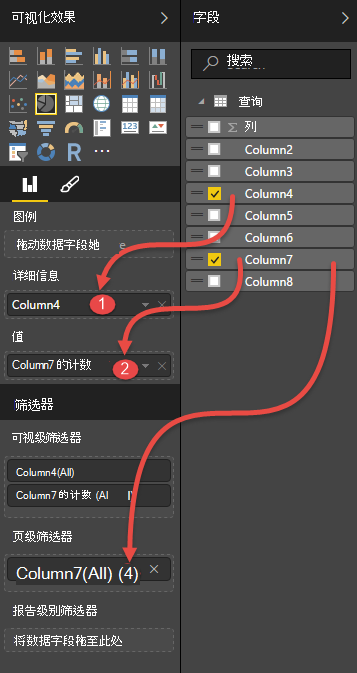 可视化效果
R
123
图例
拖动数据字段她 e
详细信息
Column4
1
值
Column7 的计数
2
筛选器
可视级筛选器
Column4(All)
Column7 的计数 (Al l)
页级筛选器
Column7(All) (4)
报告级别筛选器
将数据字段拖至此处
字段
搜索
查询
Σ 列
Column2
Column3
Column4
Column5
Column6
Column7
Column8